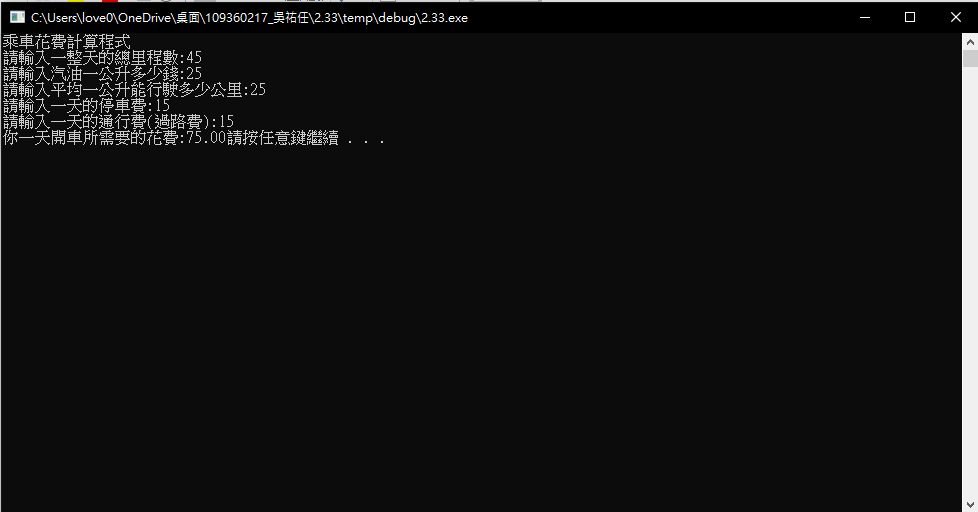 C:\Users\love0\OneDrive\桌面\109360217_吳祐任\2.33\temp\debug\2.33.exe
乘車花費計算程式
請輸入一整天的總里程數:45
請輸入汽油一公升多少錢:25
請輸入平均一公升能行駛多少公里:25
請輸入一天的停車費:15
請輸入一天的通行費(過路費):15
你一天開車所需要的花費:75.00請按任意鍵繼續 . . .